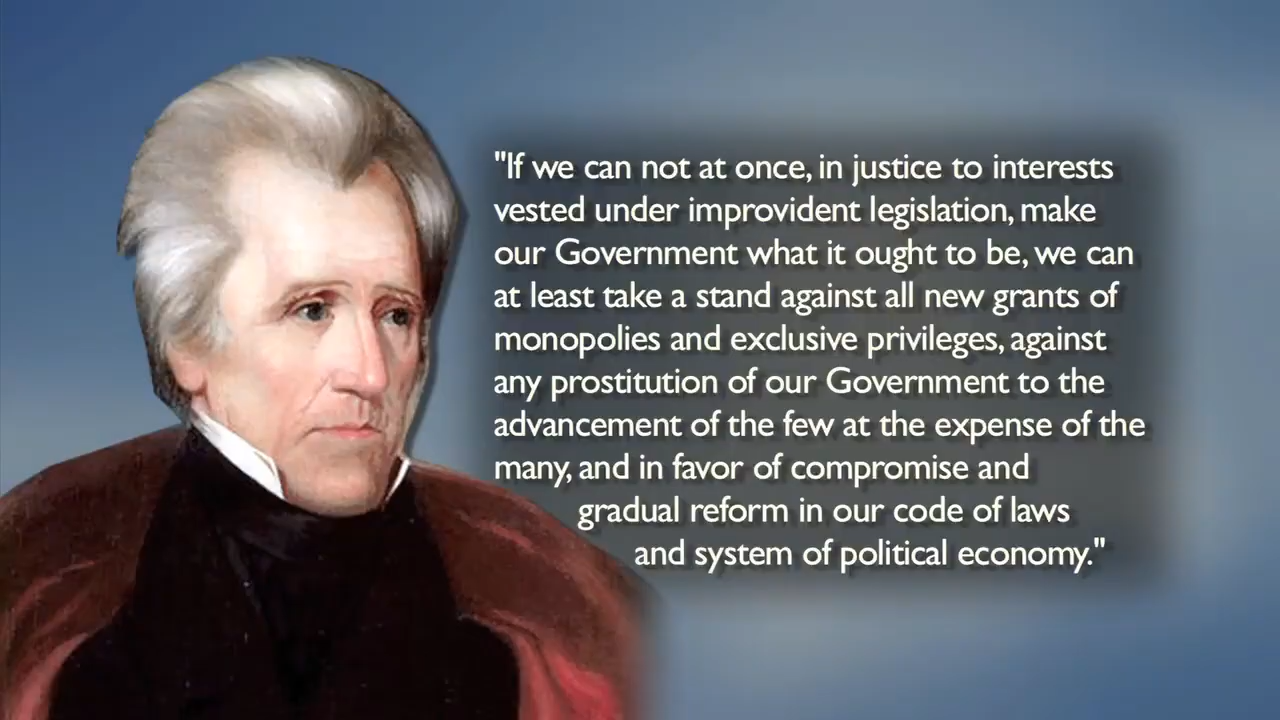 "If we can not at once, in justice to interests
vested under improvident legislation, make
our Government what it ought to be, we can
at least take a stand against all new grants of
monopolies and exclusive privileges, against
any prostitution of our Government to the
advancement of the few at the expense of the
many, and in favor of compromise and
gradual reform in our code of laws
and system of political economy."